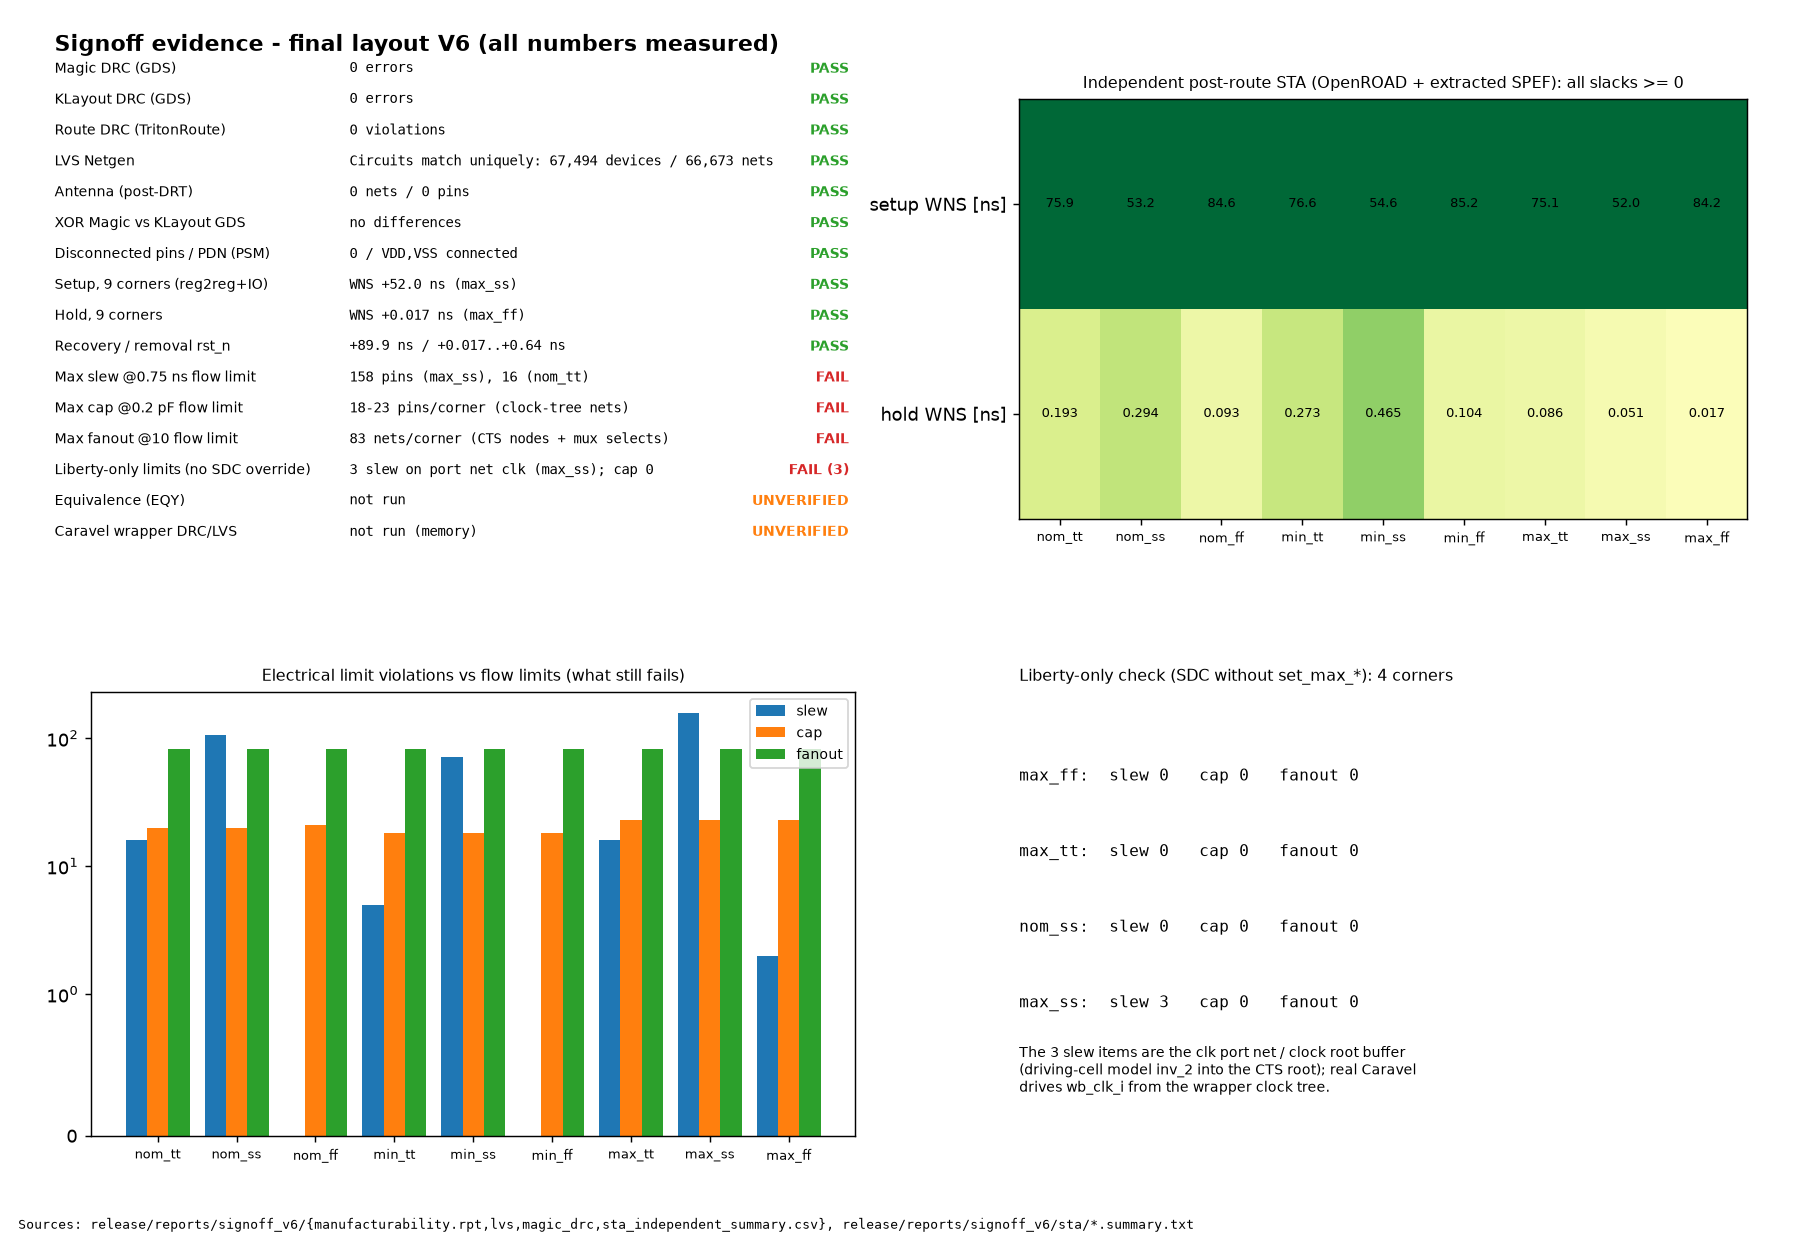 Signoff evidence - final layout V6 (all numbers measured)
Magic DRC (GDS) 0 errors PASS
KLayout DRC (GDS) 0 errors PASS
Route DRC (TritonRoute) 0 violations PASS
LVS Netgen Circuits match uniquely: 67,494 devices / 66,673 nets PASS
Antenna (post-DRT) 0 nets / 0 pins PASS
XOR Magic vs KLayout GDS no differences PASS
Disconnected pins / PDN (PSM) 0 / VDD,VSS connected PASS
Setup, 9 corners (reg2reg+IO) WNS +52.0 ns (max_ss) PASS
Hold, 9 corners WNS +0.017 ns (max_ff) PASS
Recovery / removal rst_n +89.9 ns / +0.017..+0.64 ns PASS
Max slew @0.75 ns flow limit 158 pins (max_ss), 16 (nom_tt) FAIL
Max cap @0.2 pF flow limit 18-23 pins/corner (clock-tree nets) FAIL
Max fanout @10 flow limit 83 nets/corner (CTS nodes + mux selects) FAIL
Liberty-only limits (no SDC override) 3 slew on port net clk (max_ss); cap 0 FAIL (3)
Equivalence (EQY) not run UNVERIFIED
Caravel wrapper DRC/LVS not run (memory) UNVERIFIED
Independent post-route STA (OpenROAD + extracted SPEF): all slacks >= 0
setup WNS [ns] 75.9 53.2 84.6 76.6 54.6 85.2 75.1 52.0 84.2
hold WNS [ns] 0.193 0.294 0.093 0.273 0.465 0.104 0.086 0.051 0.017
nom_tt nom_ss nom_ff min_tt min_ss min_ff max_tt max_ss max_ff
Electrical limit violations vs flow limits (what still fails)
slew
cap
fanout
10²
10¹
10⁰
0
nom_tt nom_ss nom_ff min_tt min_ss min_ff max_tt max_ss max_ff
Liberty-only check (SDC without set_max_*): 4 corners
max_ff: slew 0 cap 0 fanout 0
max_tt: slew 0 cap 0 fanout 0
nom_ss: slew 0 cap 0 fanout 0
max_ss: slew 3 cap 0 fanout 0
The 3 slew items are the clk port net / clock root buffer
(driving-cell model inv_2 into the CTS root); real Caravel
drives wb_clk_i from the wrapper clock tree.
Sources: release/reports/signoff_v6/{manufacturability.rpt,lvs,magic_drc,sta_independent_summary.csv}, release/reports/signoff_v6/sta/*.summary.txt